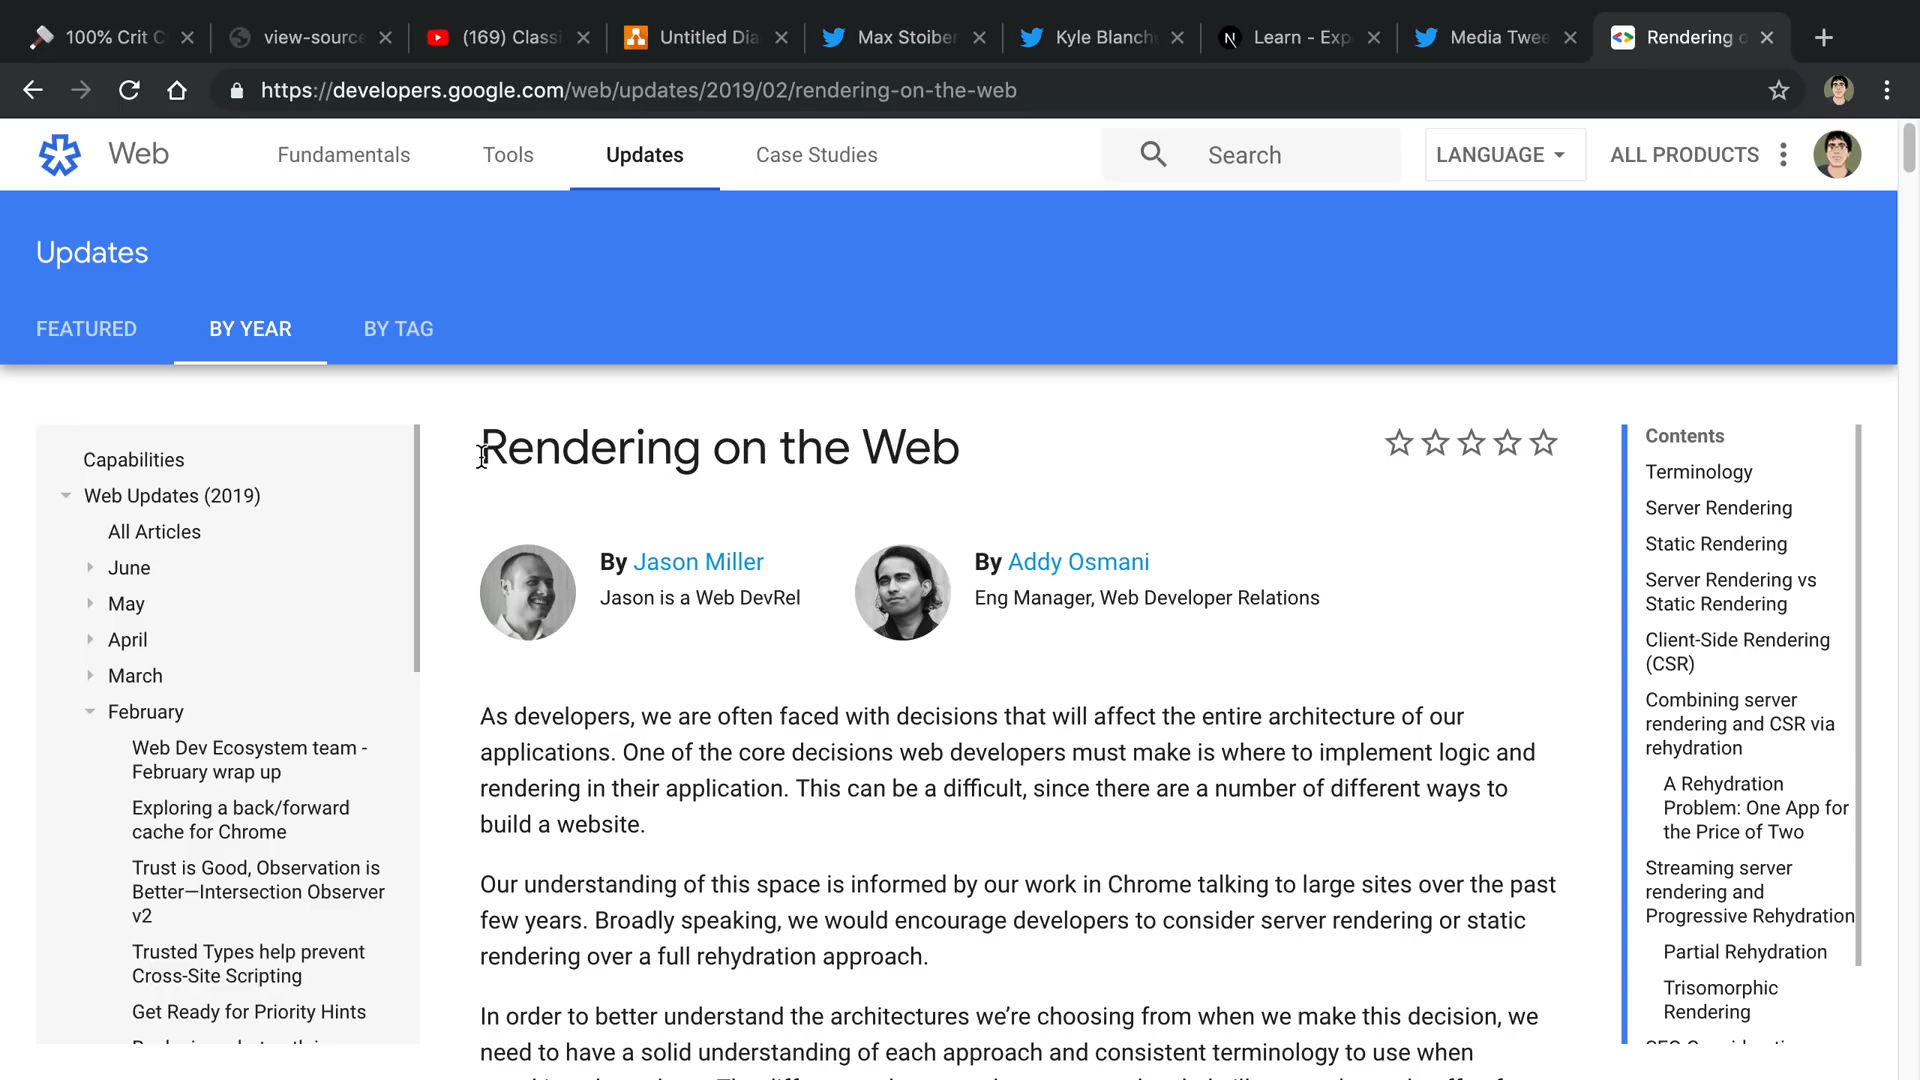 100% Crit C
view-source
(169) Classi
Untitled Dia
Max Stoiber
Kyle Blanch
Learn - Exp
Media Twee
Rendering o
https://developers.google.com/web/updates/2019/02/rendering-on-the-web
Web
Fundamentals
Tools
Updates
Case Studies
Search
LANGUAGE
ALL PRODUCTS
Updates
FEATURED
BY YEAR
BY TAG
Capabilities
Web Updates (2019)
All Articles
June
May
April
March
February
Web Dev Ecosystem team -
February wrap up
Exploring a back/forward
cache for Chrome
Trust is Good, Observation is
Better—Intersection Observer
v2
Trusted Types help prevent
Cross-Site Scripting
Get Ready for Priority Hints
Rendering on the Web
By Jason Miller
Jason is a Web DevRel
By Addy Osmani
Eng Manager, Web Developer Relations
As developers, we are often faced with decisions that will affect the entire architecture of our
applications. One of the core decisions web developers must make is where to implement logic and
rendering in their application. This can be a difficult, since there are a number of different ways to
build a website.
Our understanding of this space is informed by our work in Chrome talking to large sites over the past
few years. Broadly speaking, we would encourage developers to consider server rendering or static
rendering over a full rehydration approach.
In order to better understand the architectures we're choosing from when we make this decision, we
need to have a solid understanding of each approach and consistent terminology to use when
Contents
Terminology
Server Rendering
Static Rendering
Server Rendering vs
Static Rendering
Client-Side Rendering
(CSR)
Combining server
rendering and CSR via
rehydration
A Rehydration
Problem: One App for
the Price of Two
Streaming server
rendering and
Progressive Rehydration
Partial Rehydration
Trisomorphic
Rendering